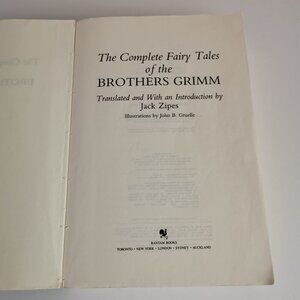 The Complete Fairy Tales
of the
BROTHERS GRIMM
Translated and With an Introduction by
Jack Zipes
Illustrations by John B. Gruelle
BANTAM BOOKS
TORONTO • NEW YORK • LONDON • SYDNEY • AUCKLAND